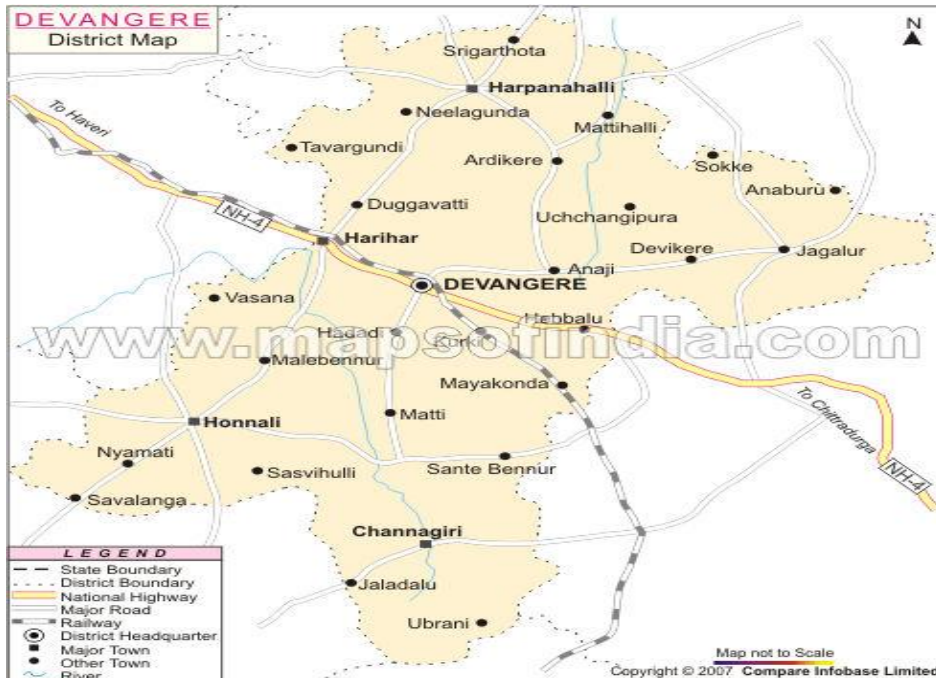 DEVANGERE
District Map
N
Srigarthota
Harpanahalli
Neelagunda
Mattihalli
To Haveri
Tavargundi
Ardikere
Sokke
Anaburu
Duggavatti
Uchchangipura
NH-4
Harihar
Devikere
Jagalur
Anaji
DEVANGERE
Vasana
Hebbalu
Hadadi
Kurki
www.mapsofindia.com
Malebennur
Mayakonda
To Chittradurga
Matti
Honnali
Nyamati
Sasvihulli
Sante Bennur
NH-4
Savalanga
Channagiri
Jaladalu
Ubrani
LEGEND
State Boundary
District Boundary
National Highway
Major Road
Railway
District Headquarter
Major Town
Other Town
River
Map not to Scale
Copyright © 2007 Compare Infobase Limited